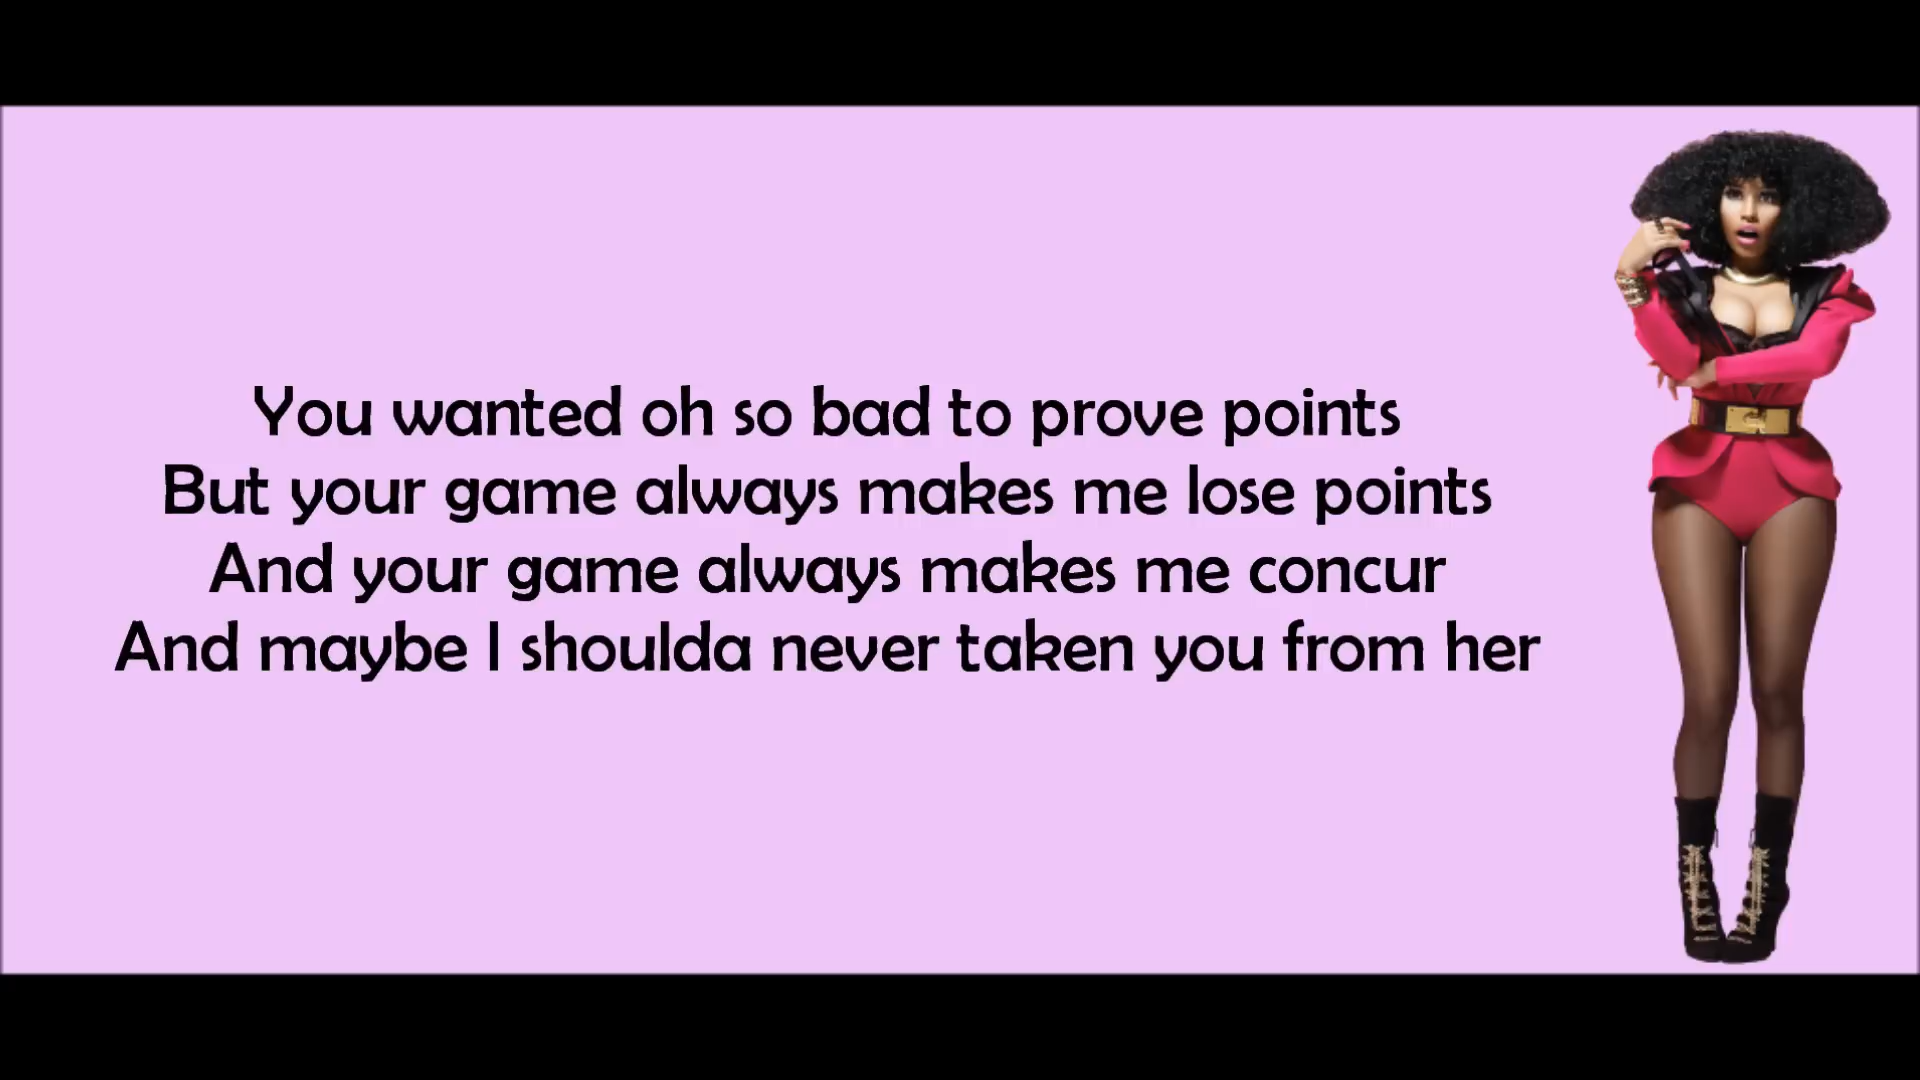 You wanted oh so bad to prove points
But your game always makes me lose points
And your game always makes me concur
And maybe I shoulda never taken you from her